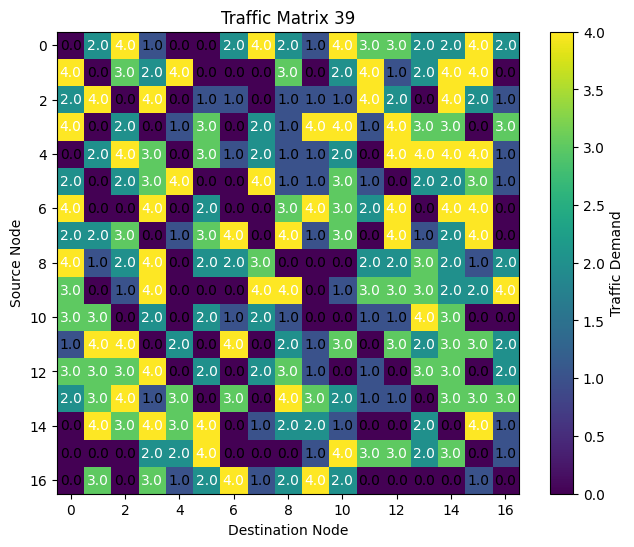 Traffic Matrix 39
0 0.0 2.0 4.0 1.0 0.0 0.0 2.0 4.0 2.0 1.0 4.0 3.0 3.0 2.0 2.0 4.0 2.0
4.0 0.0 3.0 2.0 4.0 0.0 0.0 0.0 3.0 0.0 2.0 4.0 1.0 2.0 4.0 4.0 0.0
2 2.0 4.0 0.0 4.0 0.0 1.0 1.0 0.0 1.0 1.0 1.0 4.0 2.0 0.0 4.0 2.0 1.0
4.0 0.0 2.0 0.0 1.0 3.0 0.0 2.0 1.0 4.0 4.0 1.0 4.0 3.0 3.0 0.0 3.0
4 0.0 2.0 4.0 3.0 0.0 3.0 1.0 2.0 1.0 1.0 2.0 0.0 4.0 4.0 4.0 4.0 1.0
2.0 0.0 2.0 3.0 4.0 0.0 0.0 4.0 1.0 1.0 3.0 1.0 0.0 2.0 2.0 3.0 1.0
6 4.0 0.0 0.0 4.0 0.0 2.0 0.0 0.0 3.0 4.0 3.0 2.0 4.0 0.0 4.0 4.0 0.0
2.0 2.0 3.0 0.0 1.0 3.0 4.0 0.0 4.0 1.0 3.0 0.0 4.0 1.0 2.0 4.0 0.0
8 4.0 1.0 2.0 4.0 0.0 2.0 2.0 3.0 0.0 0.0 0.0 2.0 2.0 3.0 2.0 1.0 2.0
3.0 0.0 1.0 4.0 0.0 0.0 0.0 4.0 4.0 0.0 1.0 3.0 3.0 3.0 2.0 2.0 4.0
10 3.0 3.0 0.0 2.0 0.0 2.0 1.0 2.0 1.0 0.0 0.0 1.0 1.0 4.0 3.0 0.0 0.0
1.0 4.0 4.0 0.0 2.0 0.0 4.0 0.0 2.0 1.0 3.0 0.0 3.0 2.0 3.0 3.0 2.0
12 3.0 3.0 3.0 4.0 0.0 2.0 0.0 2.0 3.0 1.0 0.0 1.0 0.0 3.0 3.0 0.0 2.0
2.0 3.0 4.0 1.0 3.0 0.0 3.0 0.0 4.0 3.0 2.0 1.0 1.0 0.0 3.0 3.0 3.0
14 0.0 4.0 3.0 4.0 3.0 4.0 0.0 1.0 2.0 2.0 1.0 0.0 0.0 2.0 0.0 4.0 1.0
0.0 0.0 0.0 2.0 2.0 4.0 0.0 0.0 0.0 1.0 4.0 3.0 3.0 2.0 3.0 0.0 1.0
16 0.0 3.0 0.0 3.0 1.0 2.0 4.0 1.0 2.0 4.0 2.0 0.0 0.0 0.0 0.0 1.0 0.0
0 2 4 6 8 10 12 14 16
Destination Node
Source Node
4.0
3.5
3.0
2.5
2.0
1.5
1.0
0.5
0.0
Traffic Demand